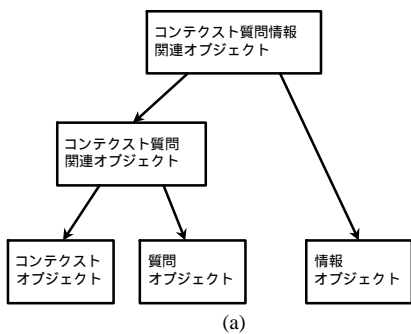 コンテクスト質問情報
関連オブジェクト
コンテクスト質問
関連オブジェクト
コンテクスト
オブジェクト
質問
オブジェクト
情報
オブジェクト
(a)